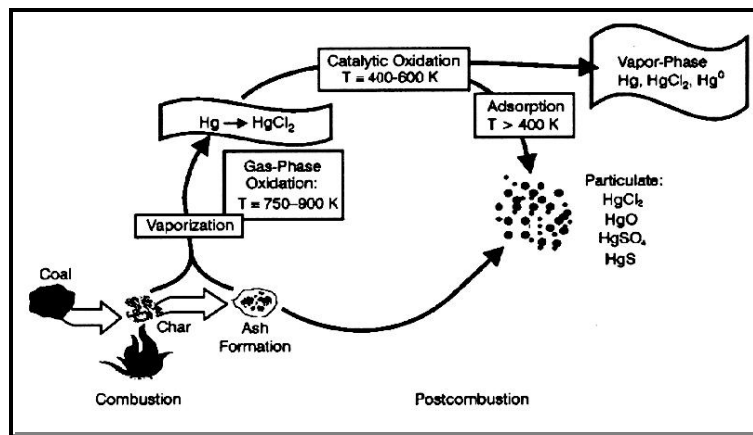 Catalytic Oxidation
T = 400-600 K
Vapor-Phase
Hg, HgCl₂, Hg⁰
Adsorption
T > 400 K
Hg → HgCl₂
Gas-Phase
Oxidation:
T = 750–900 K
Particulate:
HgCl₂
HgO
HgSO₄
HgS
Vaporization
Coal
Char
Ash
Formation
Combustion
Postcombustion